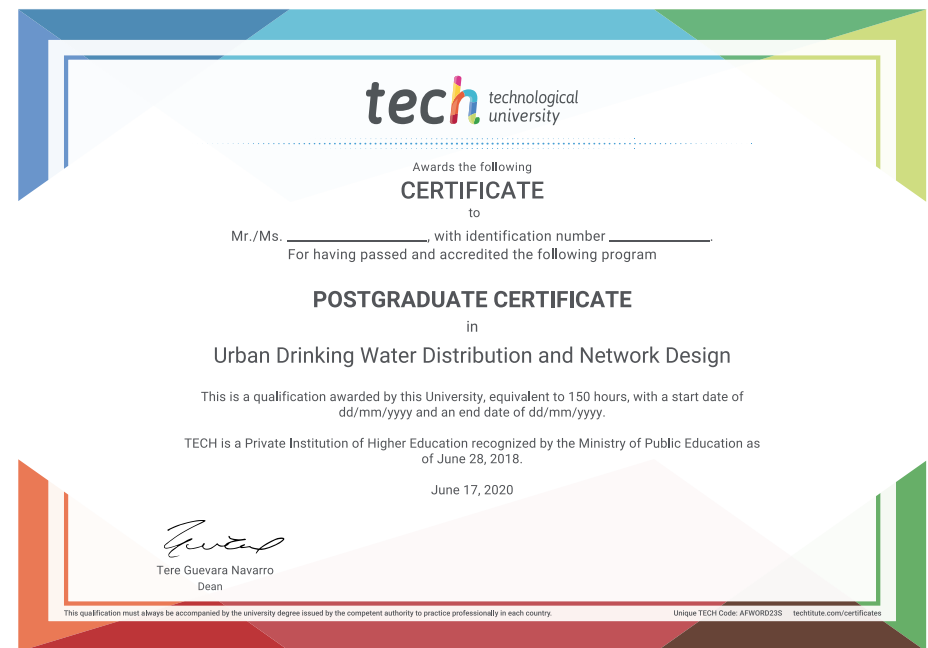 tech technological
university
Awards the following
CERTIFICATE
to
Mr./Ms. ____________, with identification number ____________.
For having passed and accredited the following program
POSTGRADUATE CERTIFICATE
in
Urban Drinking Water Distribution and Network Design
This is a qualification awarded by this University, equivalent to 150 hours, with a start date of
dd/mm/yyyy and an end date of dd/mm/yyyy.
TECH is a Private Institution of Higher Education recognized by the Ministry of Public Education as
of June 28, 2018.
June 17, 2020
Tere Guevara Navarro
Dean
This qualification must always be accompanied by the university degree issued by the competent authority to practice professionally in each country. Unique TECH Code: AFWORD23S techtitute.com/certificates